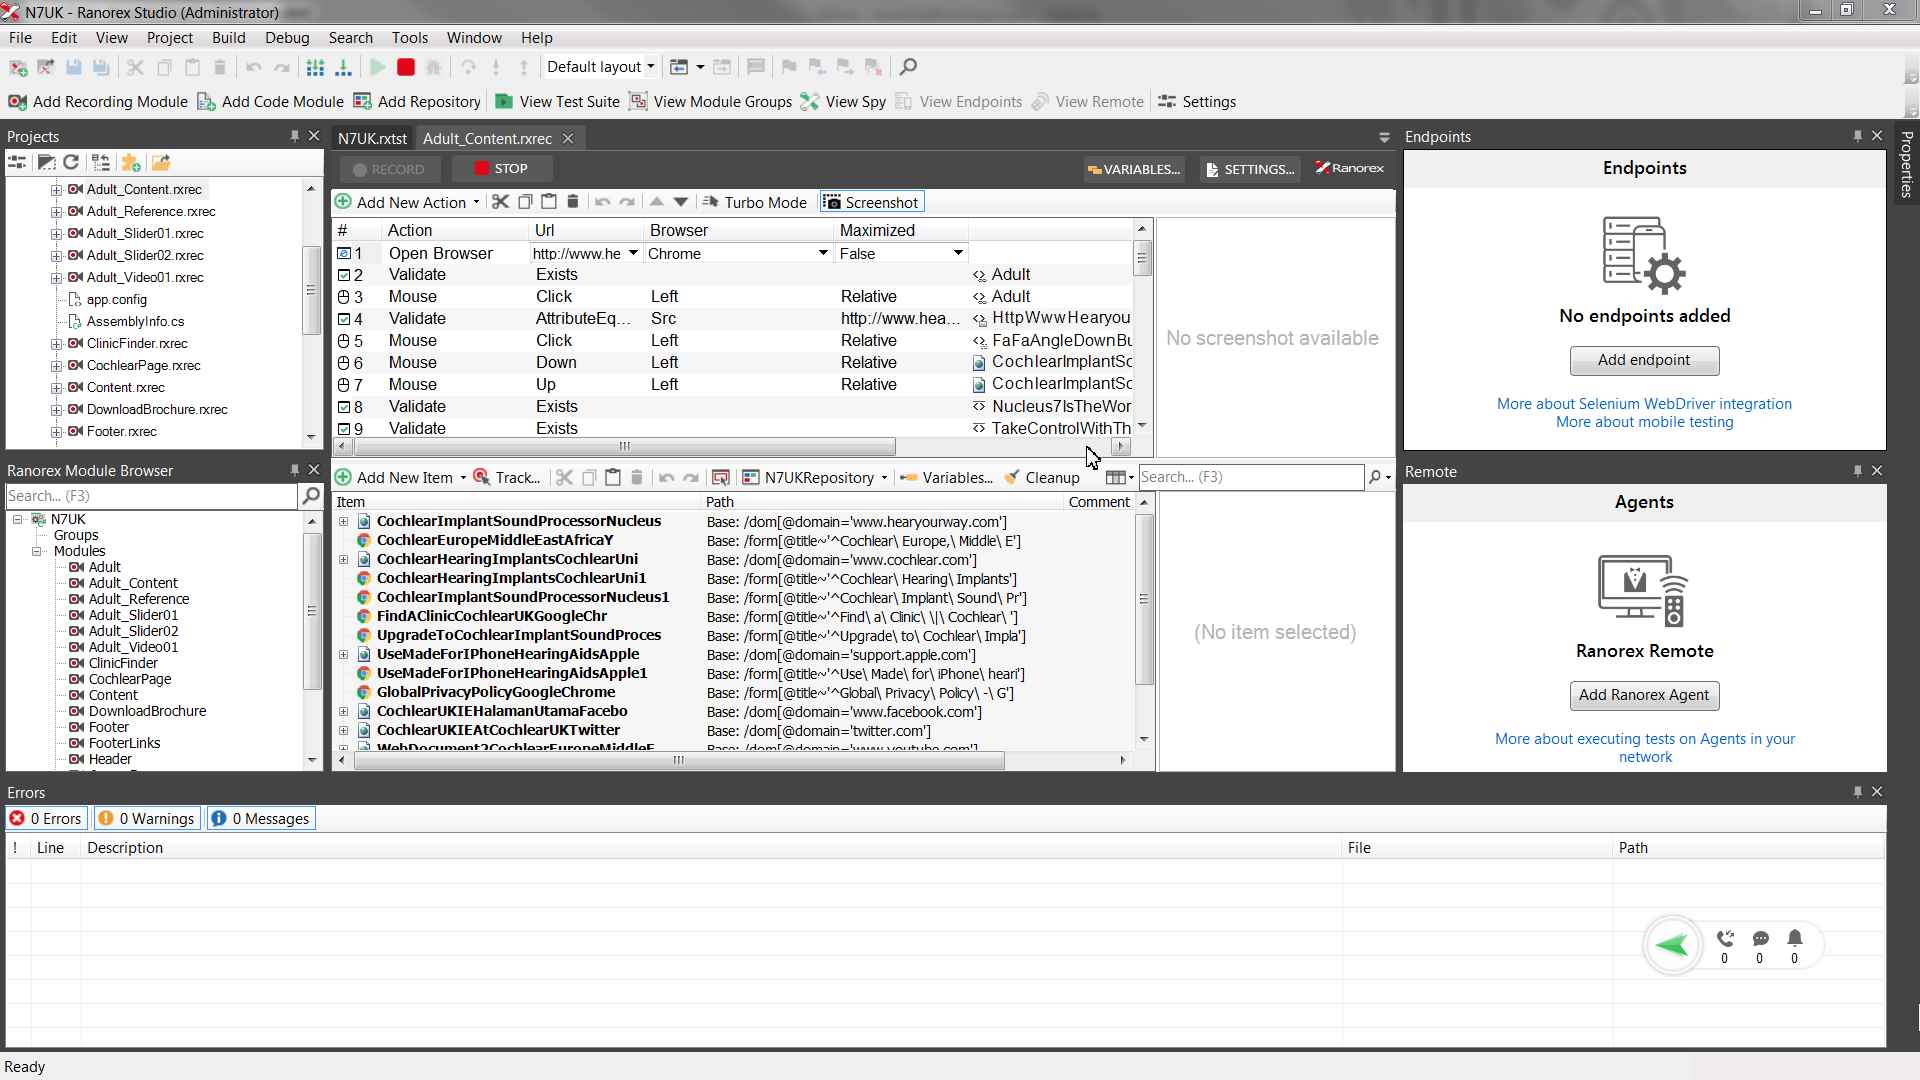 N7UK - Ranorex Studio (Administrator)
File Edit View Project Build Debug Search Tools Window Help
Default layout
Add Recording Module Add Code Module Add Repository View Test Suite View Module Groups View Spy View Endpoints View Remote Settings
Projects
Adult_Content.rxrec
Adult_Reference.rxrec
Adult_Slider01.rxrec
Adult_Slider02.rxrec
Adult_Video01.rxrec
app.config
AssemblyInfo.cs
ClinicFinder.rxrec
CochlearPage.rxrec
Content.rxrec
DownloadBrochure.rxrec
Footer.rxrec
Ranorex Module Browser
Search... (F3)
N7UK
Groups
Modules
Adult
Adult_Content
Adult_Reference
Adult_Slider01
Adult_Slider02
Adult_Video01
ClinicFinder
CochlearPage
Content
DownloadBrochure
Footer
FooterLinks
Header
N7UK.rxtst Adult_Content.rxrec
RECORD STOP VARIABLES... SETTINGS... Ranorex
Add New Action Turbo Mode Screenshot
# Action Url Browser Maximized
1 Open Browser http://www.he Chrome False
2 Validate Exists Adult
3 Mouse Click Left Relative Adult
4 Validate AttributeEq... Src http://www.hea... HttpWwwHearyou
5 Mouse Click Left Relative FaFaAngleDownBu
6 Mouse Down Left Relative CochlearImplantSo
7 Mouse Up Left Relative CochlearImplantSo
8 Validate Exists Nucleus7IsTheWor
9 Validate Exists TakeControlWithTh
No screenshot available
Add New Item Track... N7UKRepository Variables... Cleanup Search... (F3)
Item Path Comment
CochlearImplantSoundProcessorNucleus Base: /dom[@domain='www.hearyourway.com']
CochlearEuropeMiddleEastAfricaY Base: /form[@title~'^Cochlear\ Europe,\ Middle\ E']
CochlearHearingImplantsCochlearUni Base: /dom[@domain='www.cochlear.com']
CochlearHearingImplantsCochlearUni1 Base: /form[@title~'^Cochlear\ Hearing\ Implants']
CochlearImplantSoundProcessorNucleus1 Base: /form[@title~'^Cochlear\ Implant\ Sound\ Pr']
FindAClinicCochlearUKGoogleChr Base: /form[@title~'^Find\ a\ Clinic\ \|\ Cochlear\ ']
UpgradeToCochlearImplantSoundProces Base: /form[@title~'^Upgrade\ to\ Cochlear\ Impla']
UseMadeForIPhoneHearingAidsApple Base: /dom[@domain='support.apple.com']
UseMadeForIPhoneHearingAidsApple1 Base: /form[@title~'^Use\ Made\ for\ iPhone\ heari']
GlobalPrivacyPolicyGoogleChrome Base: /form[@title~'^Global\ Privacy\ Policy\ -\ G']
CochlearUKIEHalamanUtamaFacebo Base: /dom[@domain='www.facebook.com']
CochlearUKIEAtCochlearUKTwitter Base: /dom[@domain='twitter.com']
WebDocument2CochlearEuropeMiddleE Base: /dom[@domain='www.youtube.com']
(No item selected)
Endpoints
Endpoints
No endpoints added
Add endpoint
More about Selenium WebDriver integration
More about mobile testing
Remote
Agents
Ranorex Remote
Add Ranorex Agent
More about executing tests on Agents in your
network
Properties
Errors
0 Errors 0 Warnings 0 Messages
! Line Description File Path
0 0 0
Ready